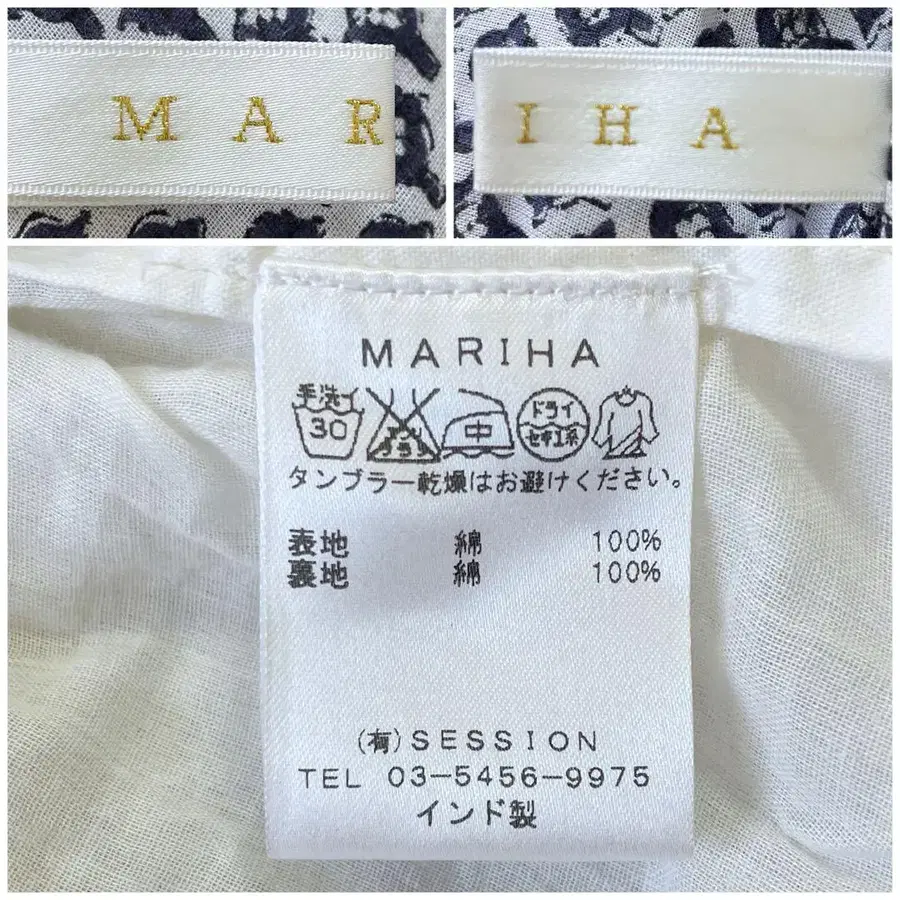 MAR
IHA
MARIHA
手洗イ
30
中
ドライ
セキユ系
タンブラー乾燥はお避けください。
表地 綿 100%
裏地 綿 100%
(有)SESSION
TEL 03-5456-9975
インド製